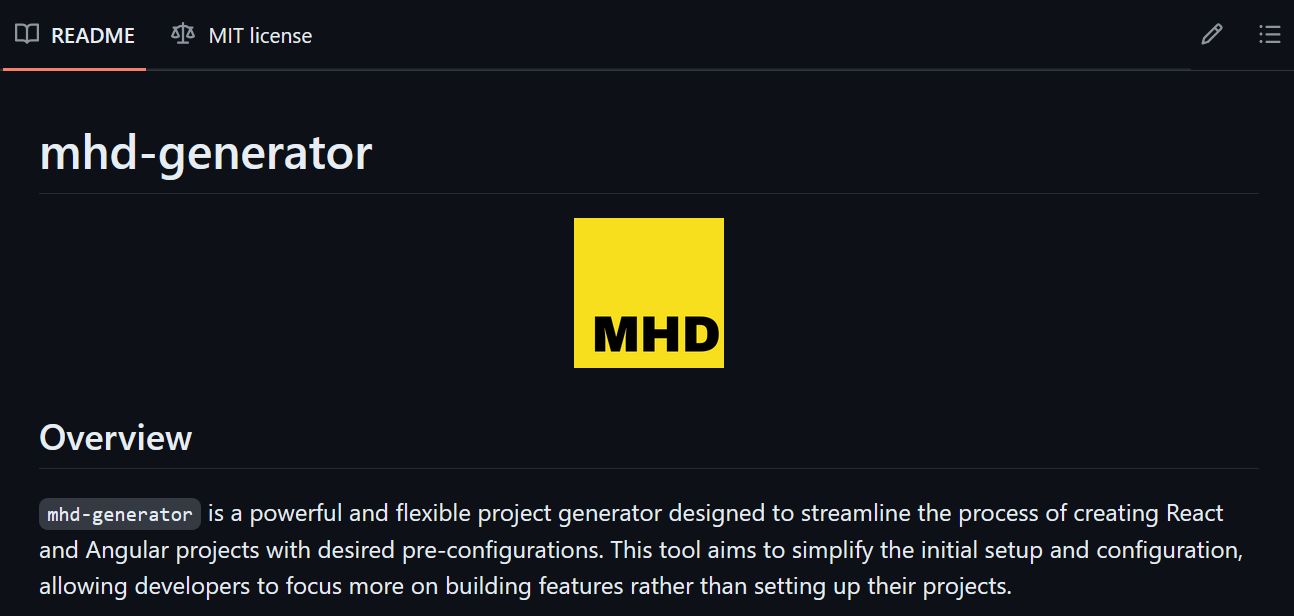 README MIT license
mhd-generator
MHD
Overview
mhd-generator is a powerful and flexible project generator designed to streamline the process of creating React
and Angular projects with desired pre-configurations. This tool aims to simplify the initial setup and configuration,
allowing developers to focus more on building features rather than setting up their projects.